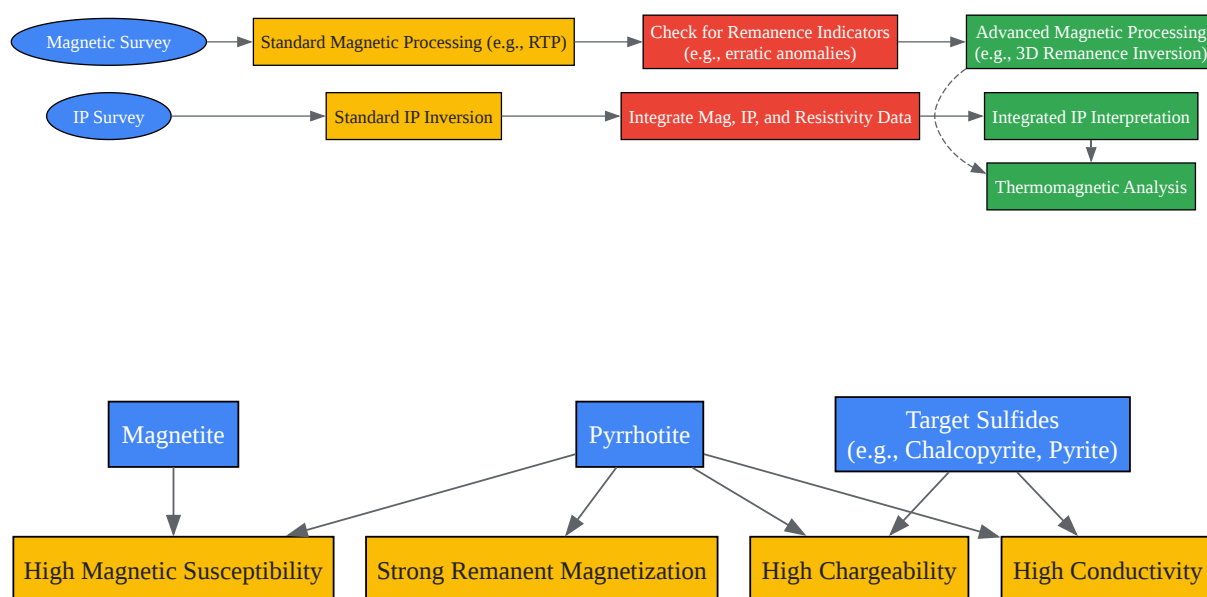 Magnetic Survey
Standard Magnetic Processing (e.g., RTP)
Check for Remanence Indicators
(e.g., erratic anomalies)
Advanced Magnetic Processing
(e.g., 3D Remanence Inversion)
IP Survey
Standard IP Inversion
Integrate Mag, IP, and Resistivity Data
Integrated IP Interpretation
Thermomagnetic Analysis
Magnetite
Pyrrhotite
Target Sulfides
(e.g., Chalcopyrite, Pyrite)
High Magnetic Susceptibility
Strong Remanent Magnetization
High Chargeability
High Conductivity